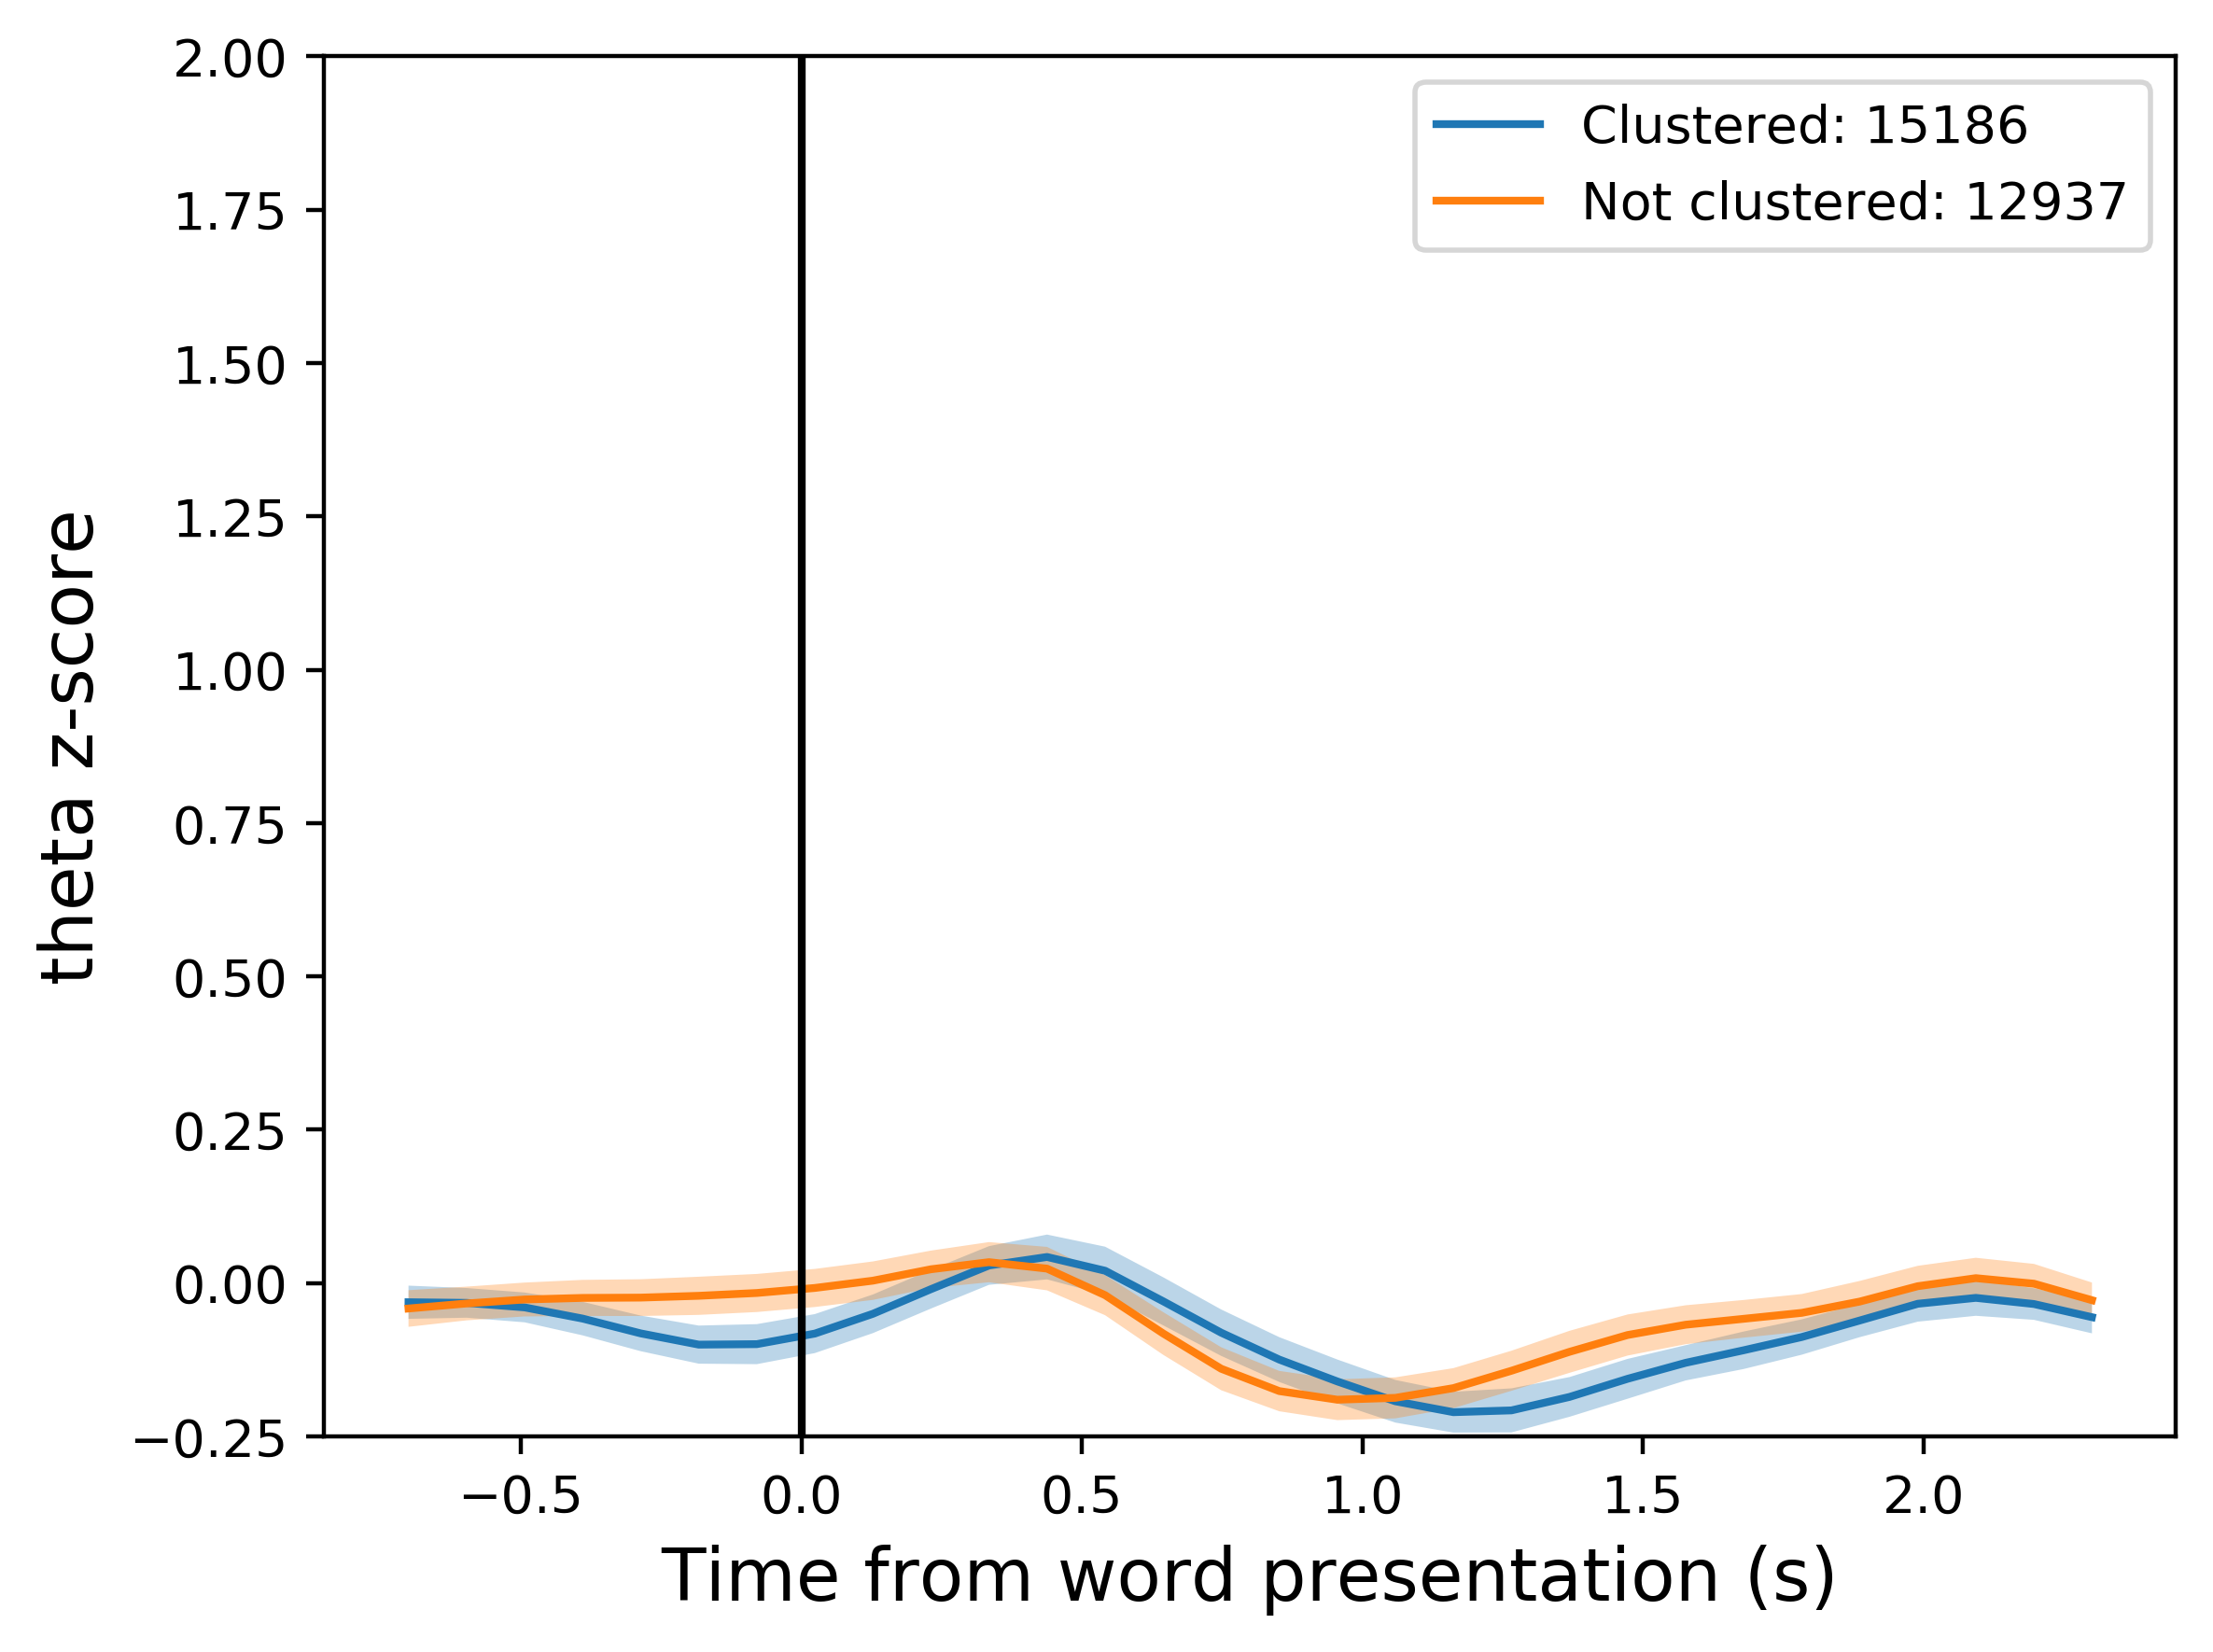 2.00
1.75
1.50
1.25
1.00
0.75
0.50
0.25
0.00
−0.25
theta z-score
Clustered: 15186
Not clustered: 12937
−0.5 0.0 0.5 1.0 1.5 2.0
Time from word presentation (s)